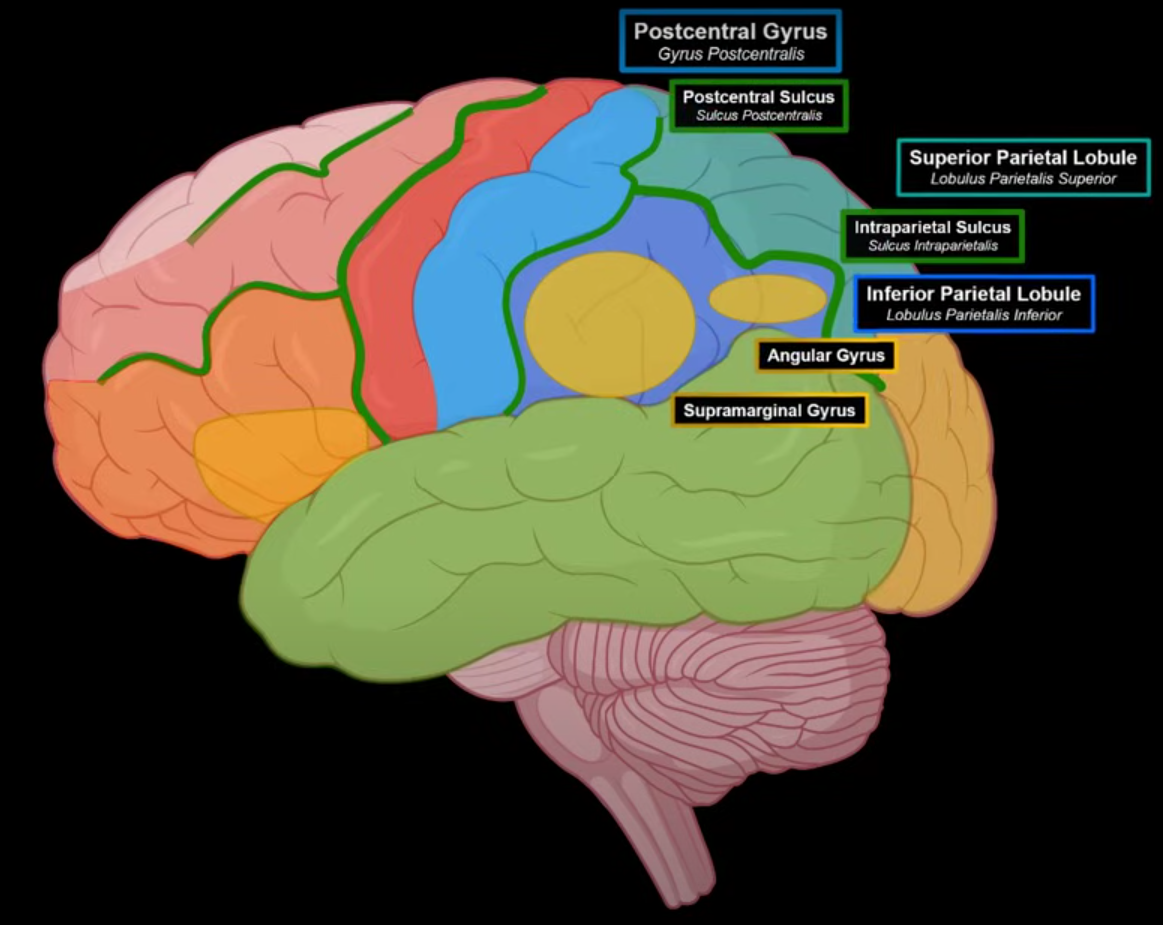 Postcentral Gyrus
Gyrus Postcentralis
Postcentral Sulcus
Sulcus Postcentralis
Superior Parietal Lobule
Lobulus Parietalis Superior
Intraparietal Sulcus
Sulcus Intraparietalis
Inferior Parietal Lobule
Lobulus Parietalis Inferior
Angular Gyrus
Supramarginal Gyrus